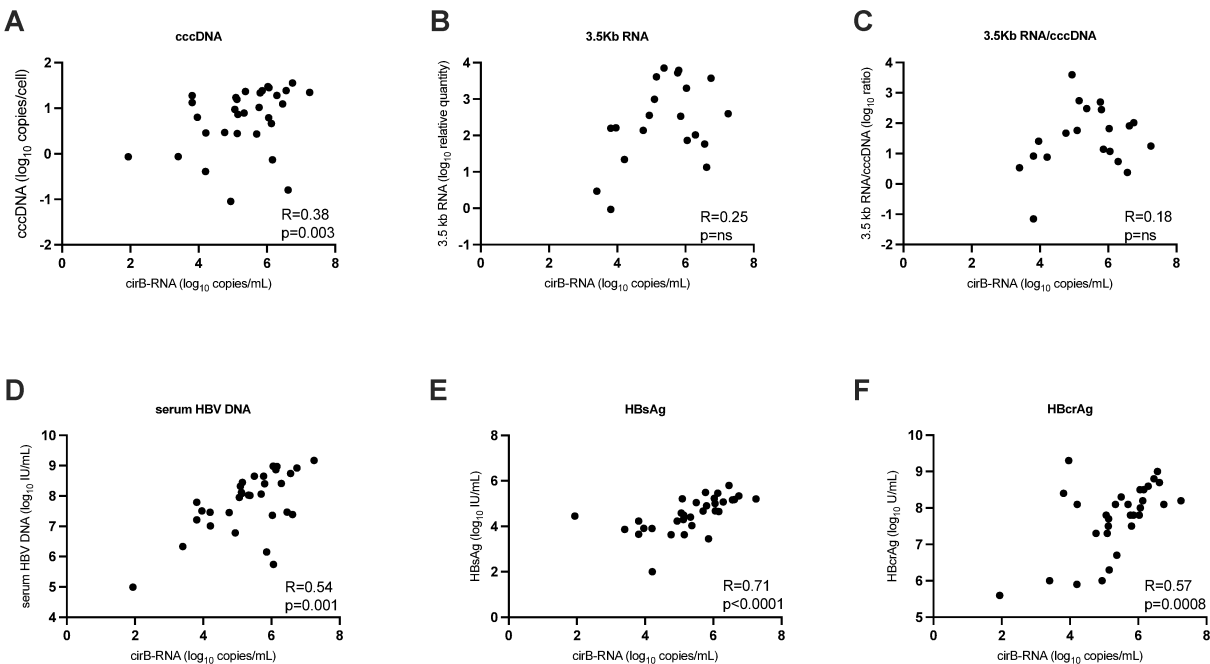 A
cccDNA
cccDNA (log10 copies/cell)
2
1
0
-1
-2
0 2 4 6 8
R=0.38
p=0.003
cirB-RNA (log10 copies/mL)
B
3.5Kb RNA
3.5 kb RNA (log10 relative quantity)
4
3
2
1
0
-1
0 2 4 6 8
R=0.25
p=ns
cirB-RNA (log10 copies/mL)
C
3.5Kb RNA/cccDNA
3.5 kb RNA/cccDNA (log10 ratio)
4
3
2
1
0
-1
-2
0 2 4 6 8
R=0.18
p=ns
cirB-RNA (log10 copies/mL)
D
serum HBV DNA
serum HBV DNA (log10 IU/mL)
10
9
8
7
6
5
4
0 2 4 6 8
R=0.54
p=0.001
cirB-RNA (log10 copies/mL)
E
HBsAg
HBsAg (log10 IU/mL)
8
6
4
2
0
0 2 4 6 8
R=0.71
p<0.0001
cirB-RNA (log10 copies/mL)
F
HBcrAg
HBcrAg (log10 U/mL)
10
9
8
7
6
5
0 2 4 6 8
R=0.57
p=0.0008
cirB-RNA (log10 copies/mL)